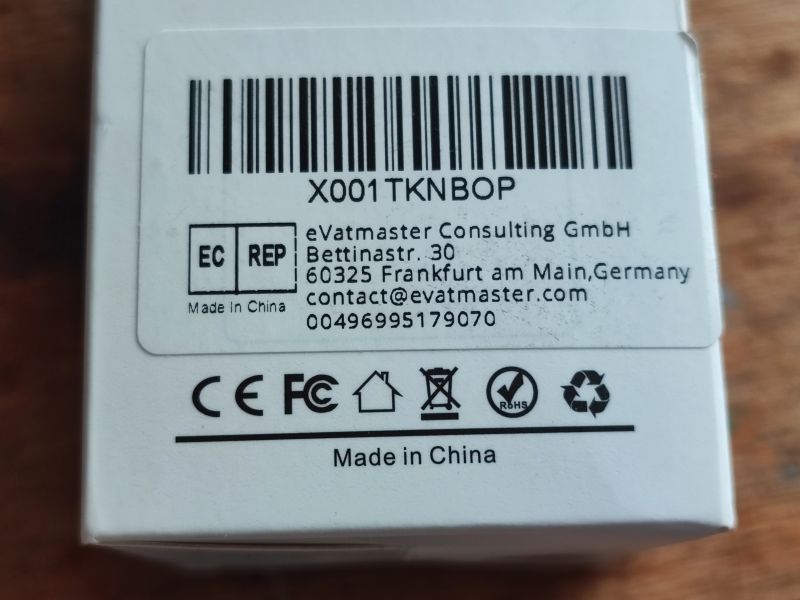 X001TKNBOP
EC REP
eVatmaster Consulting GmbH
Bettinastr. 30
60325 Frankfurt am Main,Germany
contact@evatmaster.com
00496995179070
Made In China
CE FC RoHS
Made in China